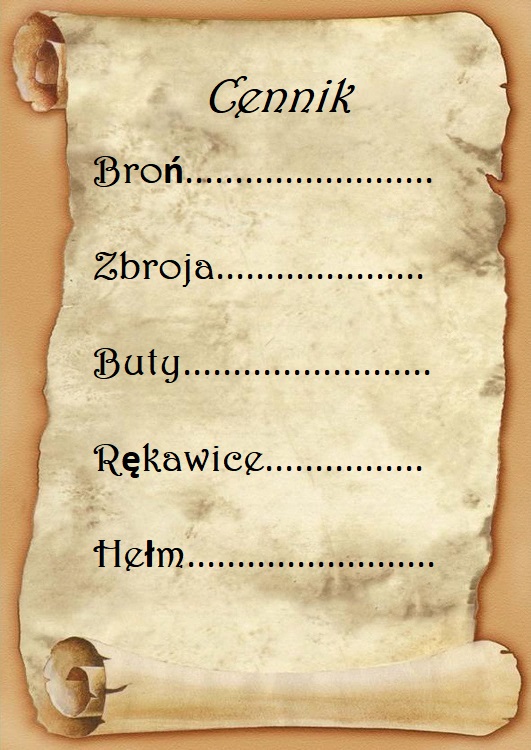 Cennik
Broń.........................
Zbroja.....................
Buty.........................
Rękawice................
Hełm.........................